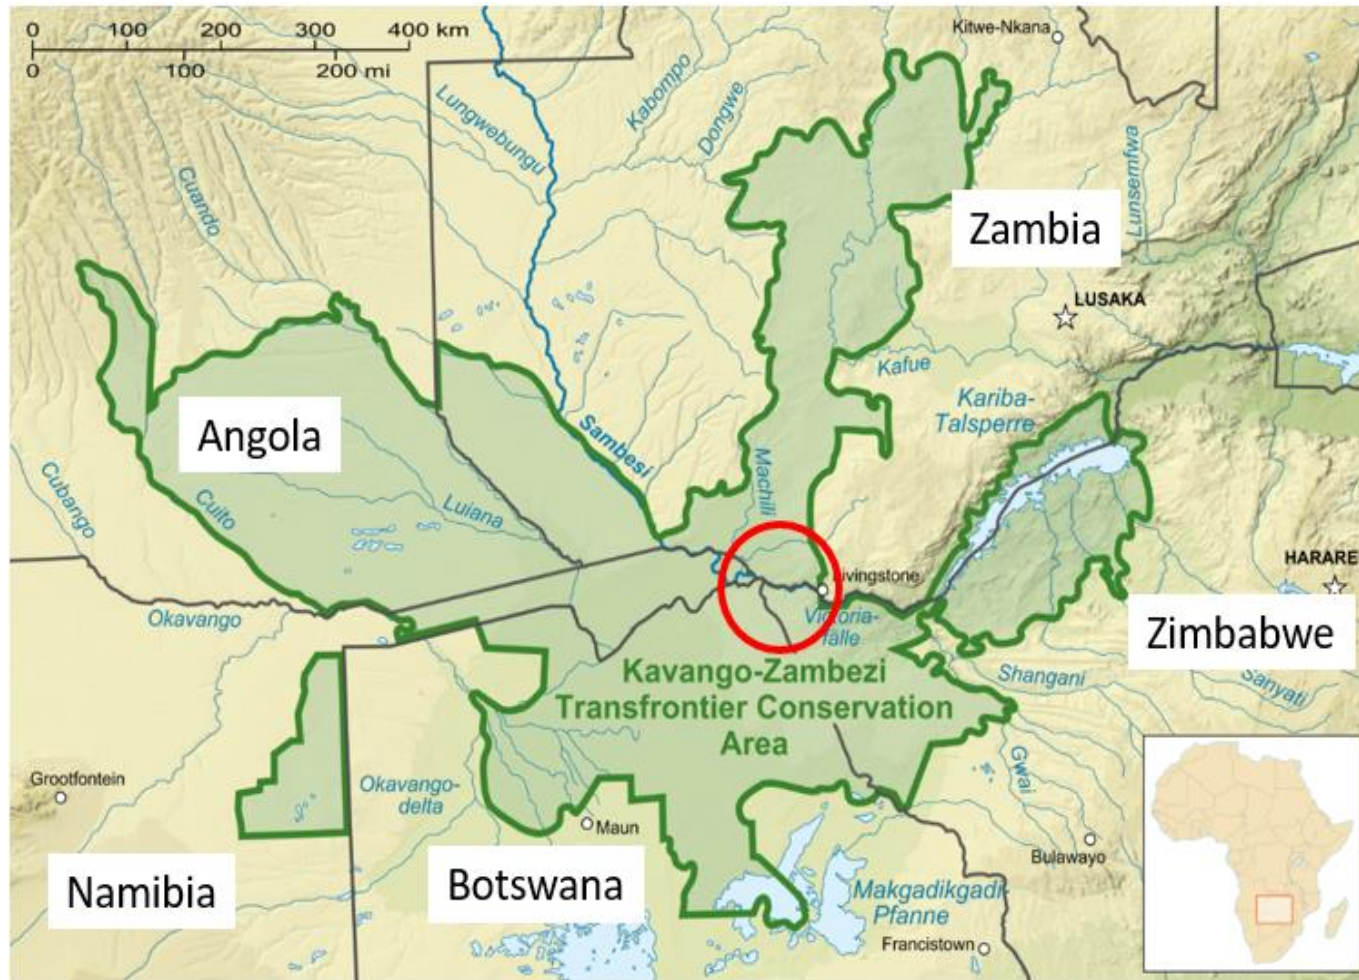 0 100 200 300 400 km
0 100 200 mi
Kitwe-Nkana
Lungwebungu
Kabompo
Dongwe
Lunsemfwa
Cuando
Zambia
LUSAKA
Kafue
Kariba-
Talsperre
Angola
Sambesi
Machili
Cubango
Cuito
Luiana
HARARE
Livingstone
Okavango
Victoria-
fälle
Zimbabwe
Kavango-Zambezi
Transfrontier Conservation
Area
Shangani
Sanyati
Gwai
Grootfontein
Okavango-
delta
Maun
Bulawayo
Namibia
Botswana
Makgadikgadi-
Pfanne
Francistown